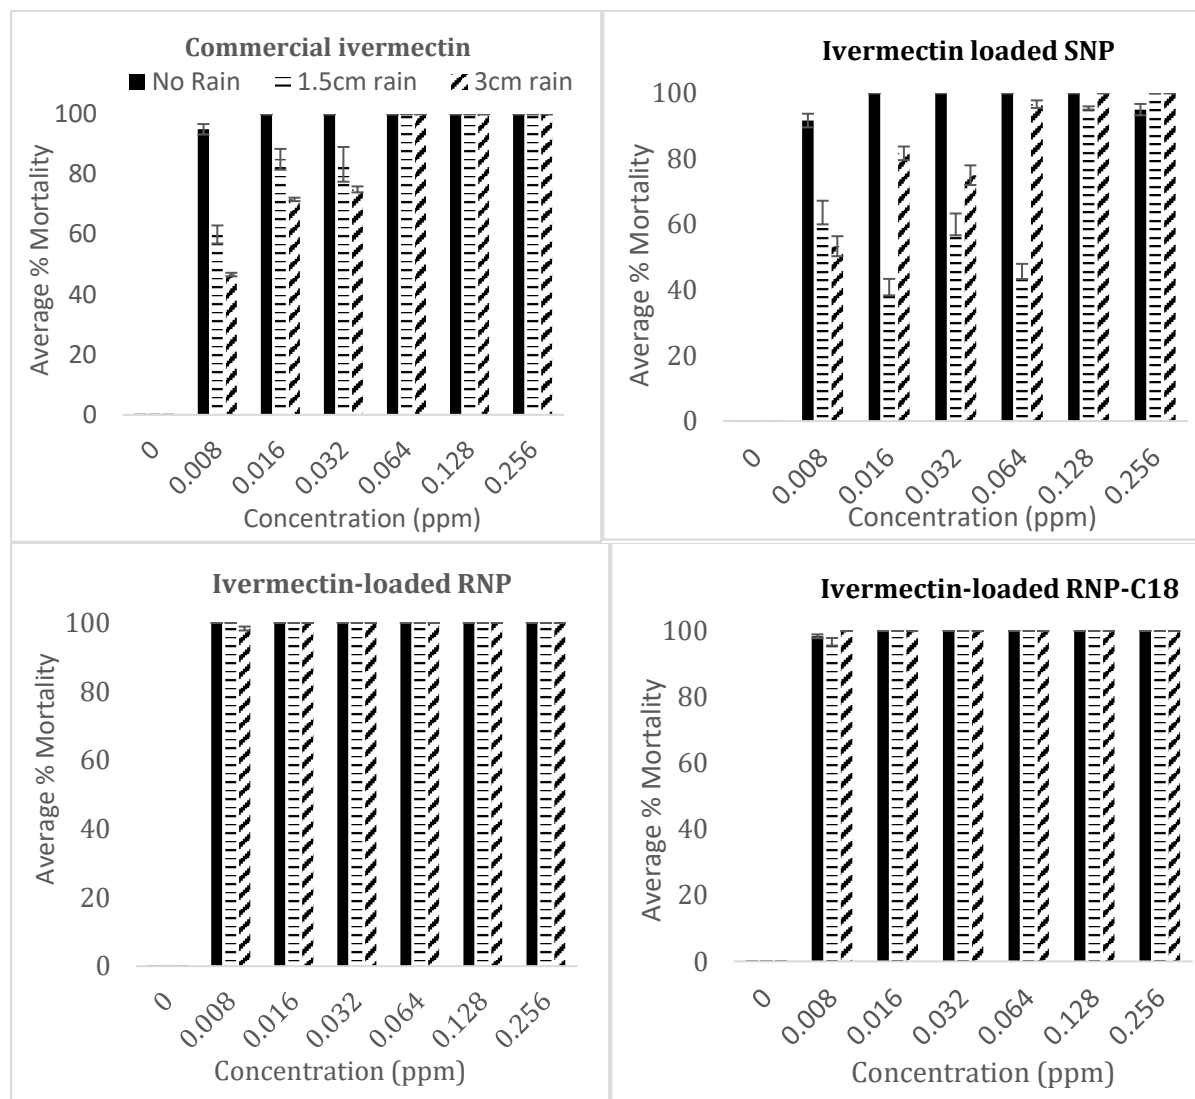 Commercial ivermectin
No Rain 1.5cm rain 3cm rain
Average % Mortality
100
80
60
40
20
0
0 0.008 0.016 0.032 0.064 0.128 0.256
Concentration (ppm)
Ivermectin loaded SNP
Average % Mortality
100
80
60
40
20
0
0 0.008 0.016 0.032 0.064 0.128 0.256
Concentration (ppm)
Ivermectin-loaded RNP
Average % Mortality
100
80
60
40
20
0
0 0.008 0.016 0.032 0.064 0.128 0.256
Concentration (ppm)
Ivermectin-loaded RNP-C18
Average % Mortality
100
80
60
40
20
0
0 0.008 0.016 0.032 0.064 0.128 0.256
Concentration (ppm)